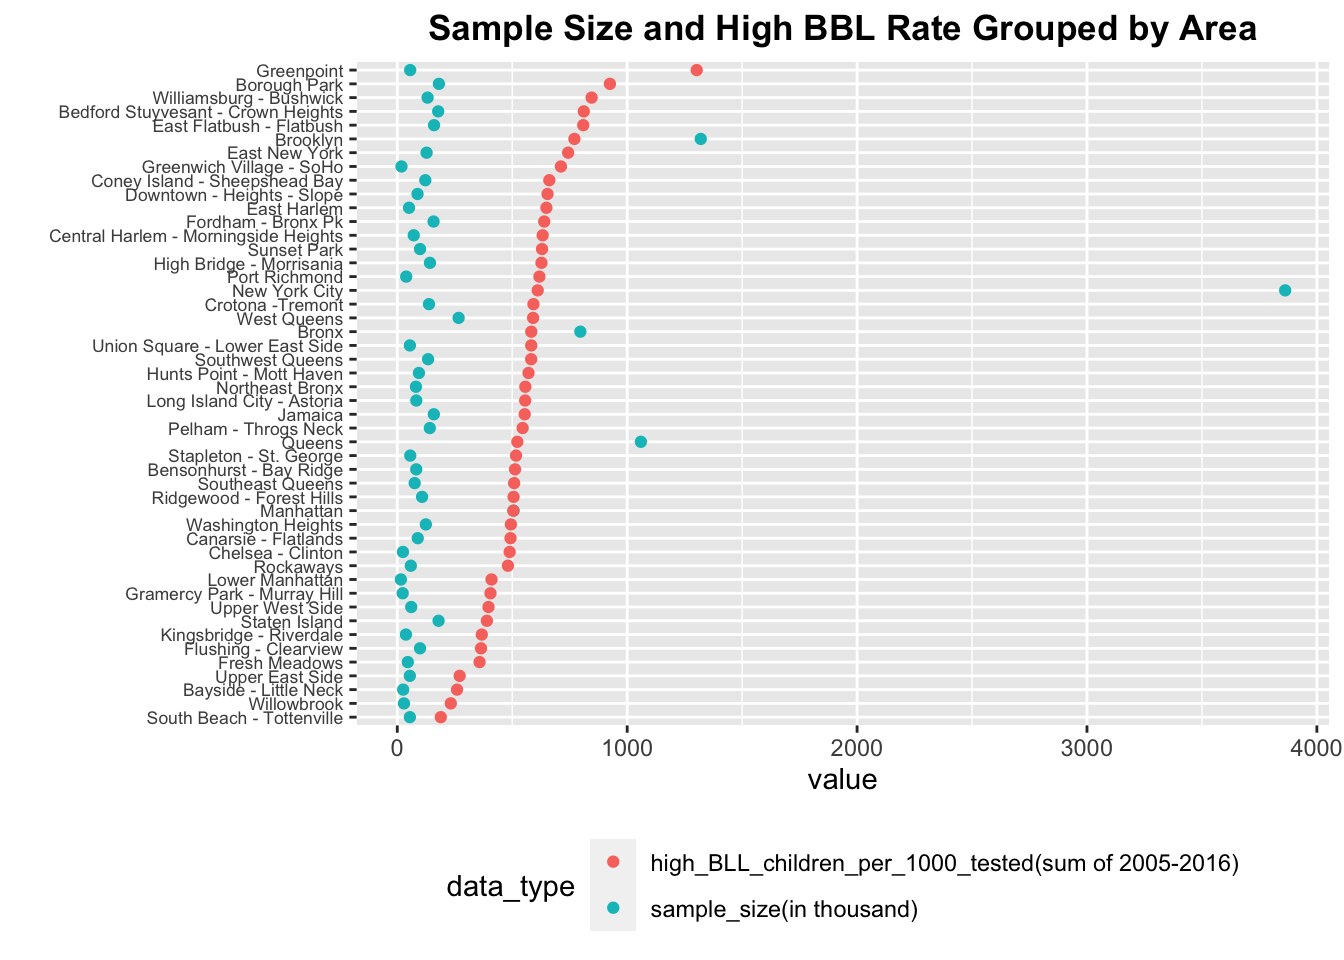 Sample Size and High BBL Rate Grouped by Area
Greenpoint
Borough Park
Williamsburg - Bushwick
Bedford Stuyvesant - Crown Heights
East Flatbush - Flatbush
Brooklyn
East New York
Greenwich Village - SoHo
Coney Island - Sheepshead Bay
Downtown - Heights - Slope
East Harlem
Fordham - Bronx Pk
Central Harlem - Morningside Heights
Sunset Park
High Bridge - Morrisania
Port Richmond
New York City
Crotona -Tremont
West Queens
Bronx
Union Square - Lower East Side
Southwest Queens
Hunts Point - Mott Haven
Northeast Bronx
Long Island City - Astoria
Jamaica
Pelham - Throgs Neck
Queens
Stapleton - St. George
Bensonhurst - Bay Ridge
Southeast Queens
Ridgewood - Forest Hills
Manhattan
Washington Heights
Canarsie - Flatlands
Chelsea - Clinton
Rockaways
Lower Manhattan
Gramercy Park - Murray Hill
Upper West Side
Staten Island
Kingsbridge - Riverdale
Flushing - Clearview
Fresh Meadows
Upper East Side
Bayside - Little Neck
Willowbrook
South Beach - Tottenville
0 1000 2000 3000 4000
value
data_type
high_BLL_children_per_1000_tested(sum of 2005-2016)
sample_size(in thousand)